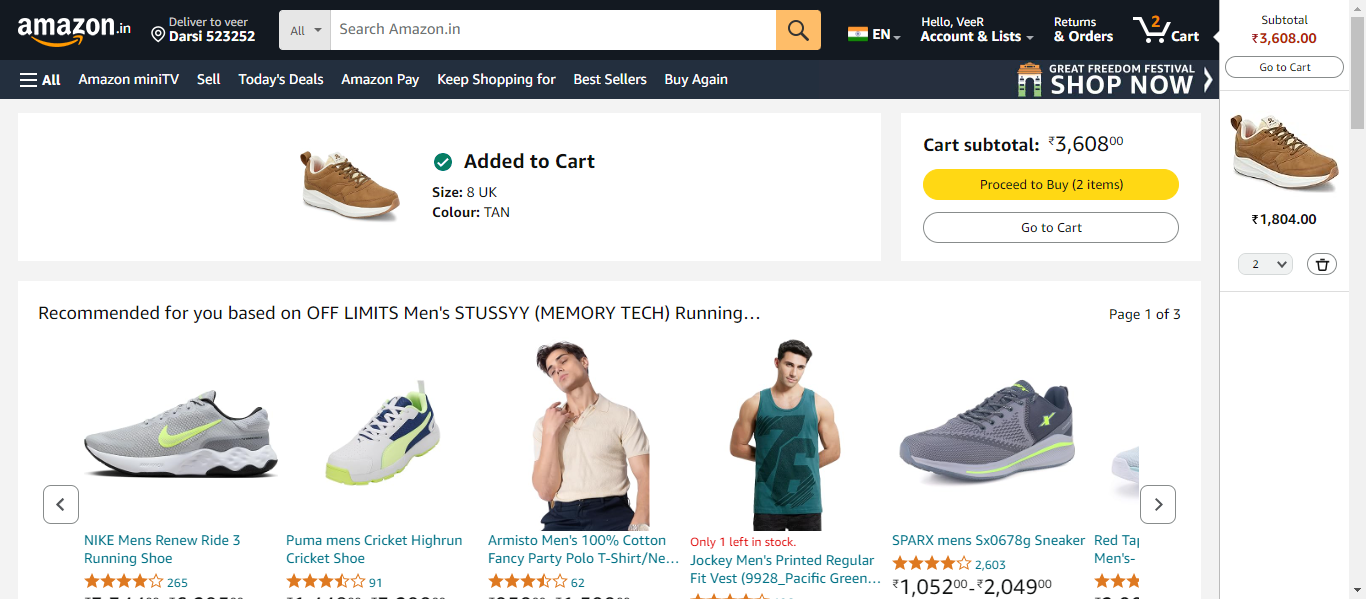 amazon.in
Deliver to veer
Darsi 523252
All
Search Amazon.in
EN
Hello, VeeR
Account & Lists
Returns
& Orders
2
Cart
Subtotal
₹3,608.00
Go to Cart
All
Amazon miniTV
Sell
Today's Deals
Amazon Pay
Keep Shopping for
Best Sellers
Buy Again
GREAT FREEDOM FESTIVAL
SHOP NOW
Added to Cart
Size: 8 UK
Colour: TAN
Cart subtotal: ₹3,60800
Proceed to Buy (2 items)
Go to Cart
₹1,804.00
2
Recommended for you based on OFF LIMITS Men's STUSSYY (MEMORY TECH) Running…
Page 1 of 3
NIKE Mens Renew Ride 3
Running Shoe
265
Puma mens Cricket Highrun
Cricket Shoe
91
Armisto Men's 100% Cotton
Fancy Party Polo T-Shirt/Ne…
62
Only 1 left in stock.
Jockey Men's Printed Regular
Fit Vest (9928_Pacific Green…
SPARX mens Sx0678g Sneaker
2,603
₹1,05200-₹2,04900
Red Tap
Men's-